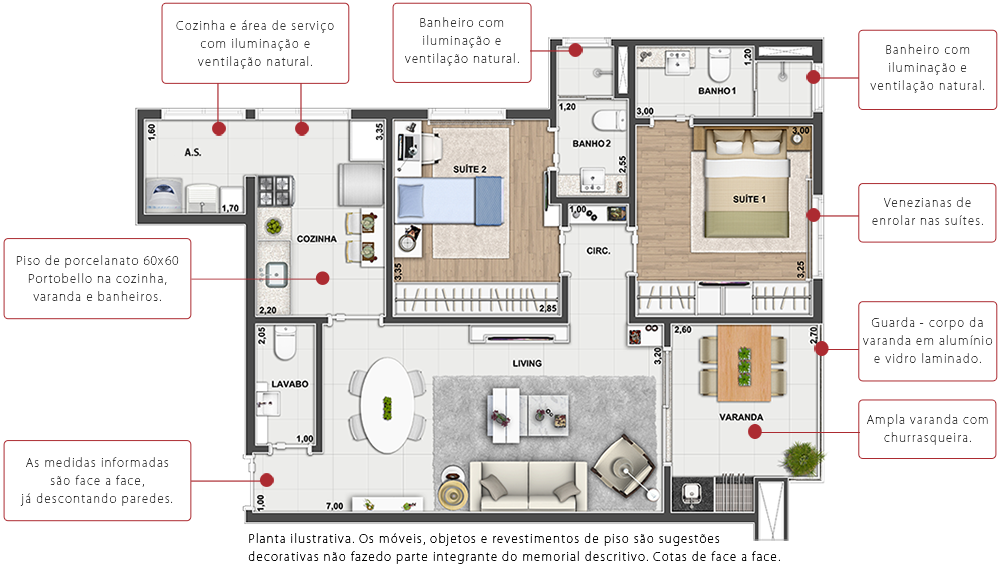 Cozinha e área de serviço
com iluminação e
ventilação natural.
Banheiro com
iluminação e
ventilação natural.
Banheiro com
iluminação e
ventilação natural.
1,20
BANHO 1
3,00
1,20
BANHO 2
2,55
1,60
A.S.
1,70
3,35
SUÍTE 2
3,35
2,85
3,00
SUÍTE 1
3,25
Venezianas de
enrolar nas suítes.
1,00
CIRC.
COZINHA
2,20
Piso de porcelanato 60x60
Portobello na cozinha,
varanda e banheiros.
2,05
LAVABO
1,00
LIVING
3,20
2,60
2,70
VARANDA
Guarda - corpo da
varanda em alumínio
e vidro laminado.
Ampla varanda com
churrasqueira.
As medidas informadas
são face a face,
já descontando paredes.
1,00
7,00
Planta ilustrativa. Os móveis, objetos e revestimentos de piso são sugestões
decorativas não fazedo parte integrante do memorial descritivo. Cotas de face a face.